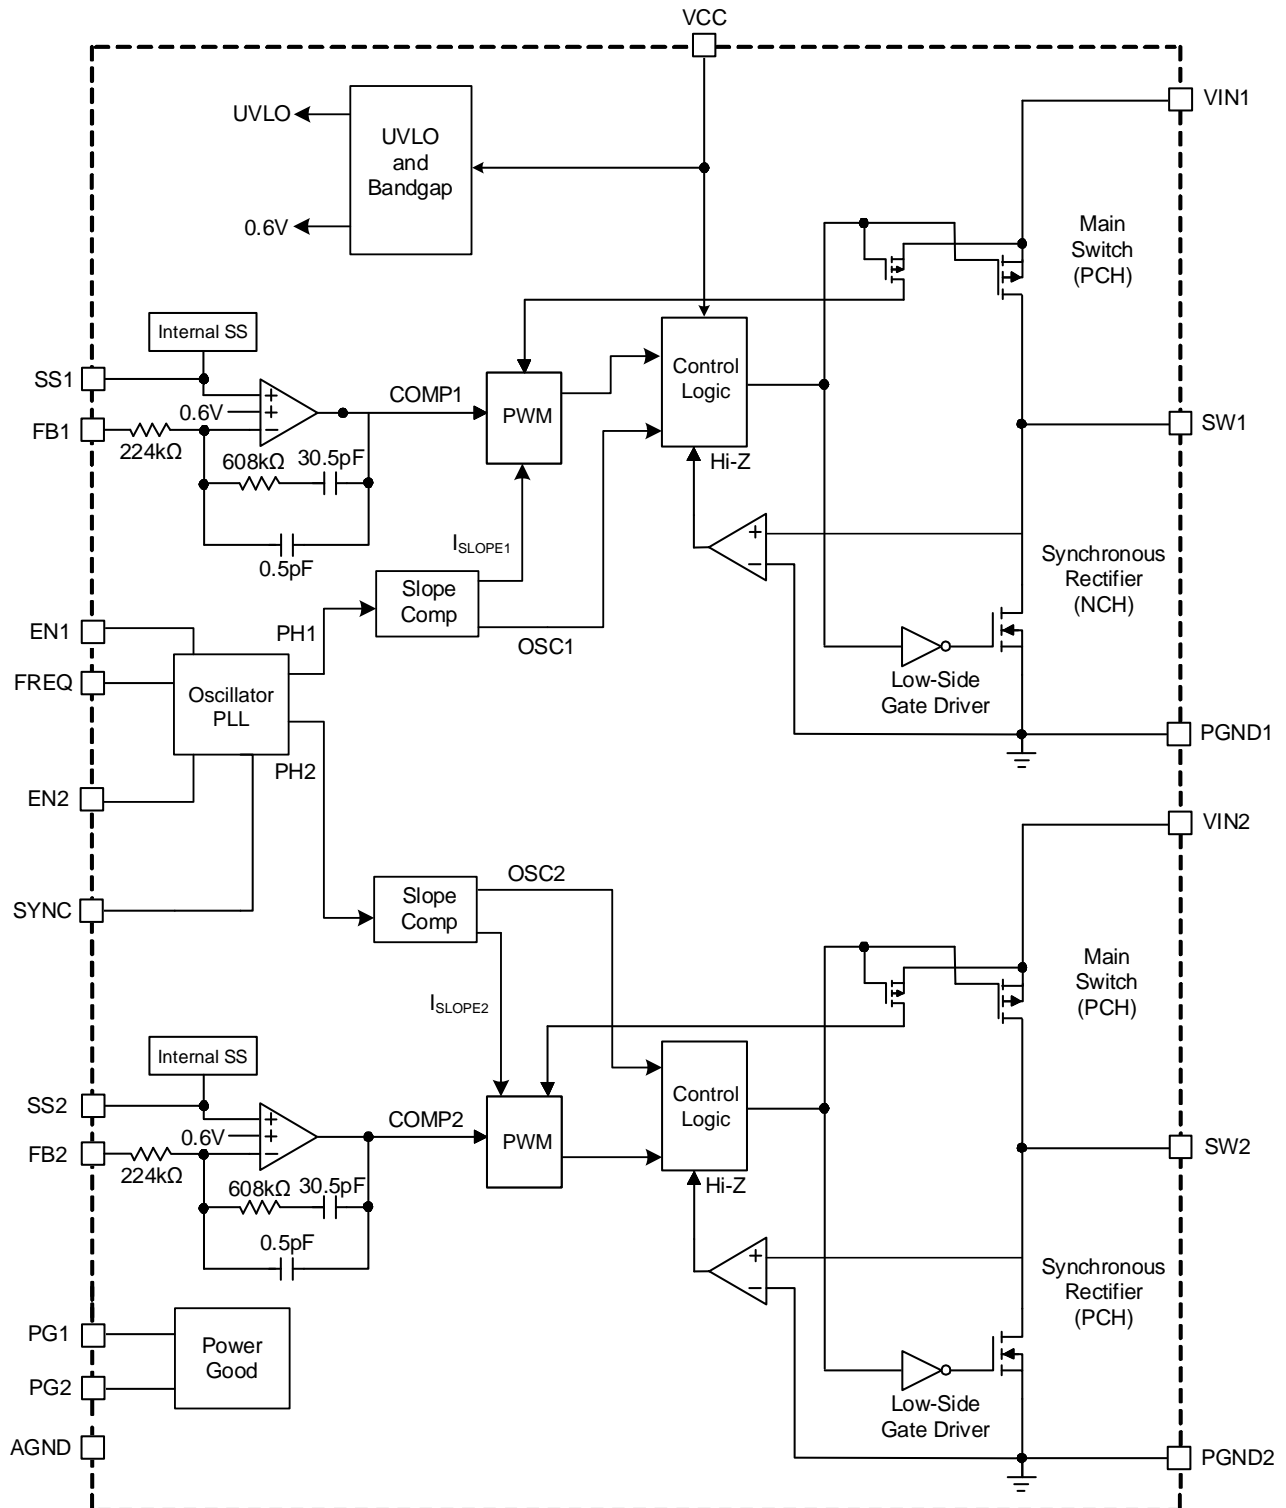 VCC
VIN1
UVLO
UVLO
and
Bandgap
0.6V
Main
Switch
(PCH)
Internal SS
SS1
0.6V
FB1
224kΩ
608kΩ
30.5pF
0.5pF
COMP1
PWM
Control
Logic
Hi-Z
SW1
ISLOPE1
Slope
Comp
OSC1
Synchronous
Rectifier
(NCH)
Low-Side
Gate Driver
PGND1
EN1
FREQ
Oscillator
PLL
PH1
PH2
EN2
SYNC
VIN2
Slope
Comp
OSC2
ISLOPE2
Main
Switch
(PCH)
Internal SS
SS2
0.6V
FB2
224kΩ
608kΩ
30.5pF
0.5pF
COMP2
PWM
Control
Logic
Hi-Z
SW2
Synchronous
Rectifier
(PCH)
Low-Side
Gate Driver
PGND2
PG1
Power
Good
PG2
AGND